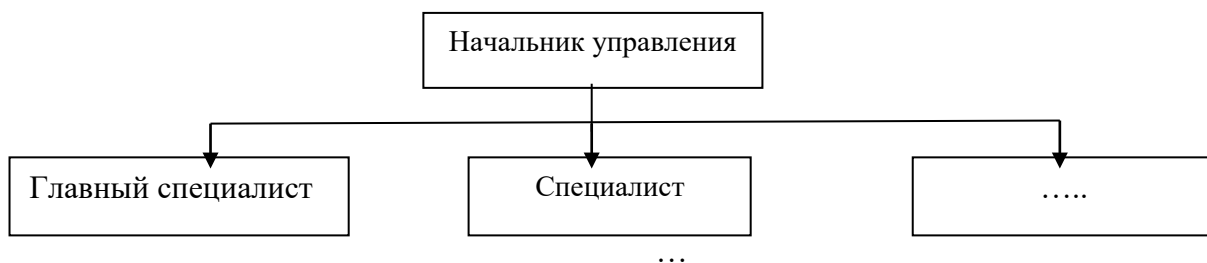 Начальник управления
Главный специалист
Специалист
…..
…